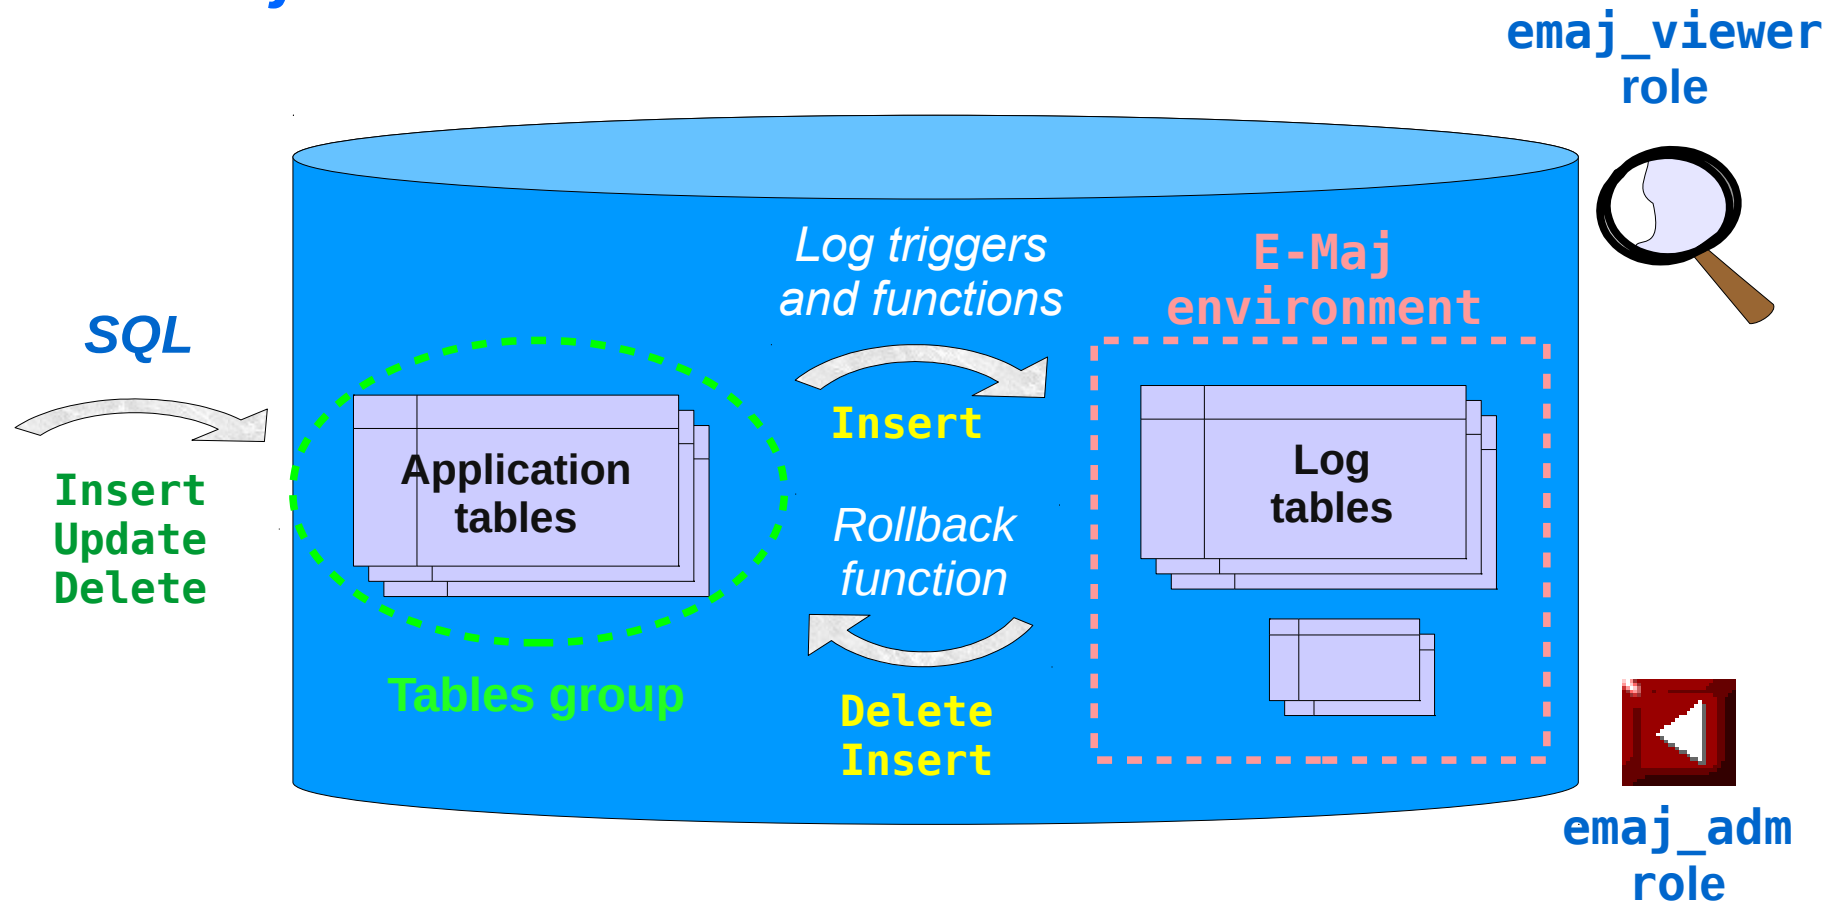 emaj_viewer
role
Log triggers
and functions
E-Maj
environment
SQL
Insert
Application
tables
Log
tables
Insert
Update
Delete
Rollback
function
Tables group
Delete
Insert
emaj_adm
role